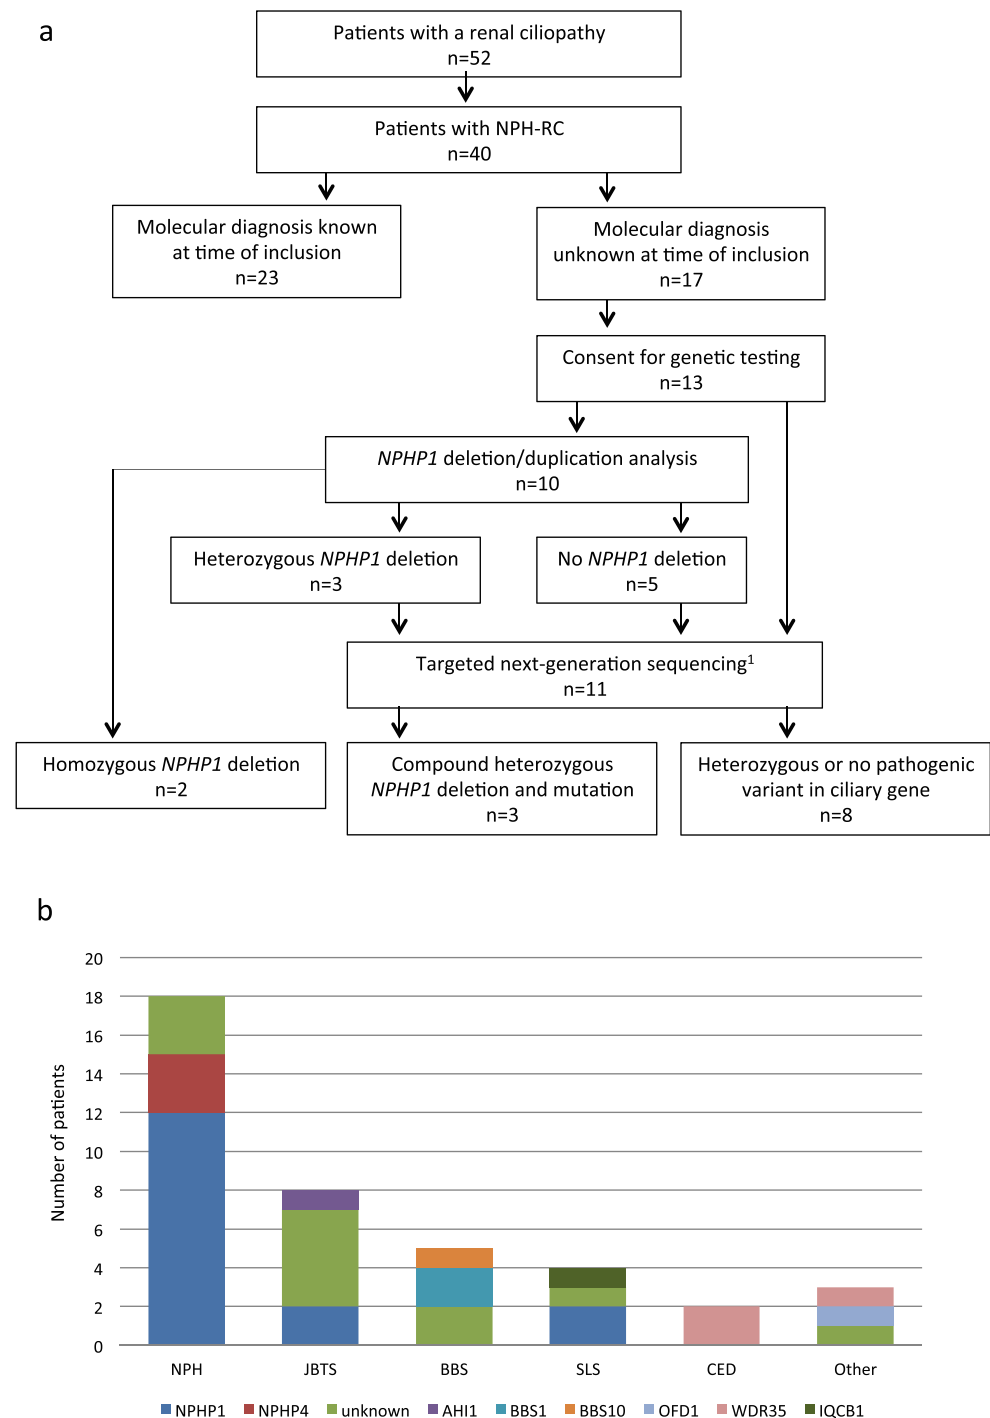 a
Patients with a renal ciliopathy
n=52
Patients with NPH-RC
n=40
Molecular diagnosis known
at time of inclusion
n=23
Molecular diagnosis
unknown at time of inclusion
n=17
Consent for genetic testing
n=13
NPHP1 deletion/duplication analysis
n=10
Heterozygous NPHP1 deletion
n=3
No NPHP1 deletion
n=5
Targeted next-generation sequencing1
n=11
Homozygous NPHP1 deletion
n=2
Compound heterozygous
NPHP1 deletion and mutation
n=3
Heterozygous or no pathogenic
variant in ciliary gene
n=8
b
Number of patients
20
18
16
14
12
10
8
6
4
2
0
NPH JBTS BBS SLS CED Other
NPHP1 NPHP4 unknown AHI1 BBS1 BBS10 OFD1 WDR35 IQCB1